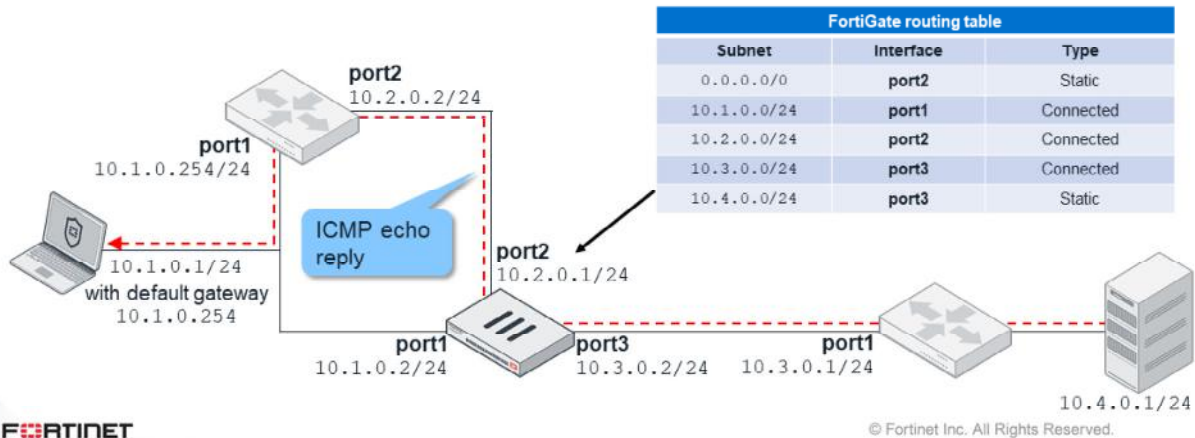 FortiGate routing table
Subnet Interface Type
0.0.0.0/0 port2 Static
10.1.0.0/24 port1 Connected
10.2.0.0/24 port2 Connected
10.3.0.0/24 port3 Connected
10.4.0.0/24 port3 Static
port2
10.2.0.2/24
port1
10.1.0.254/24
ICMP echo
reply
10.1.0.1/24
with default gateway
10.1.0.254
port2
10.2.0.1/24
port1
10.1.0.2/24
port3
10.3.0.2/24
port1
10.3.0.1/24
10.4.0.1/24
FORTINET
© Fortinet Inc. All Rights Reserved.